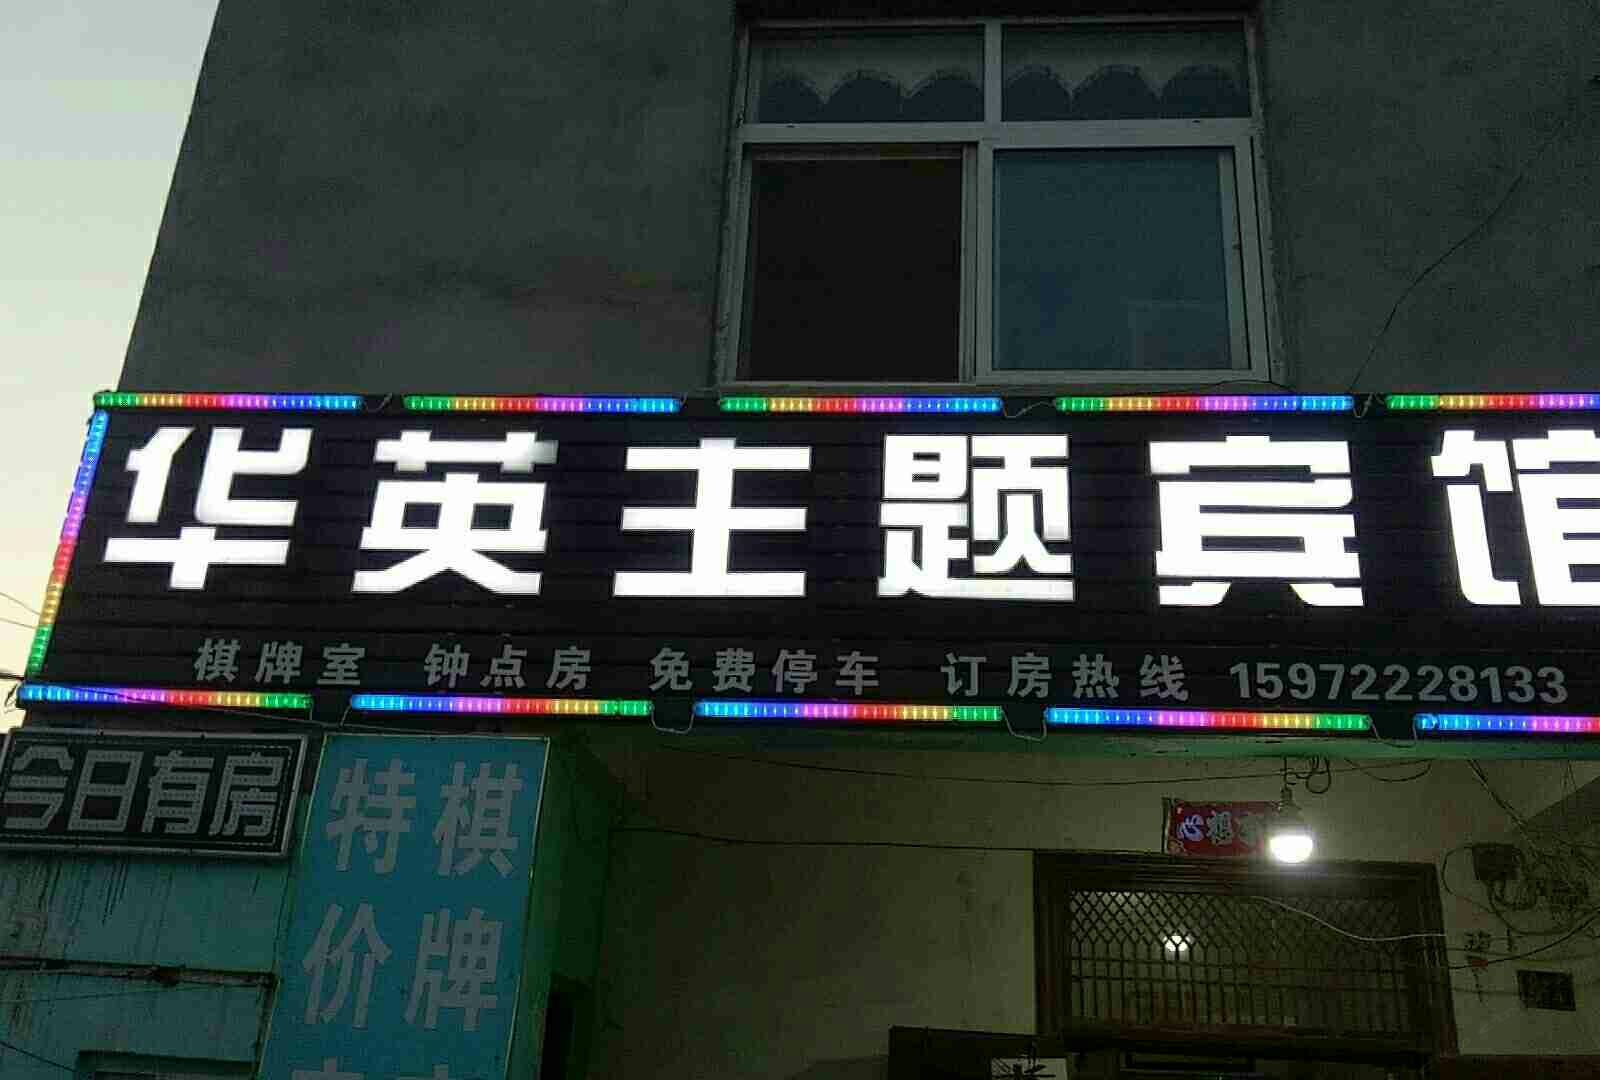 华英主题宾馆
棋牌室 钟点房 免费停车 订房热线 15972228133
今日有房
特价
棋牌